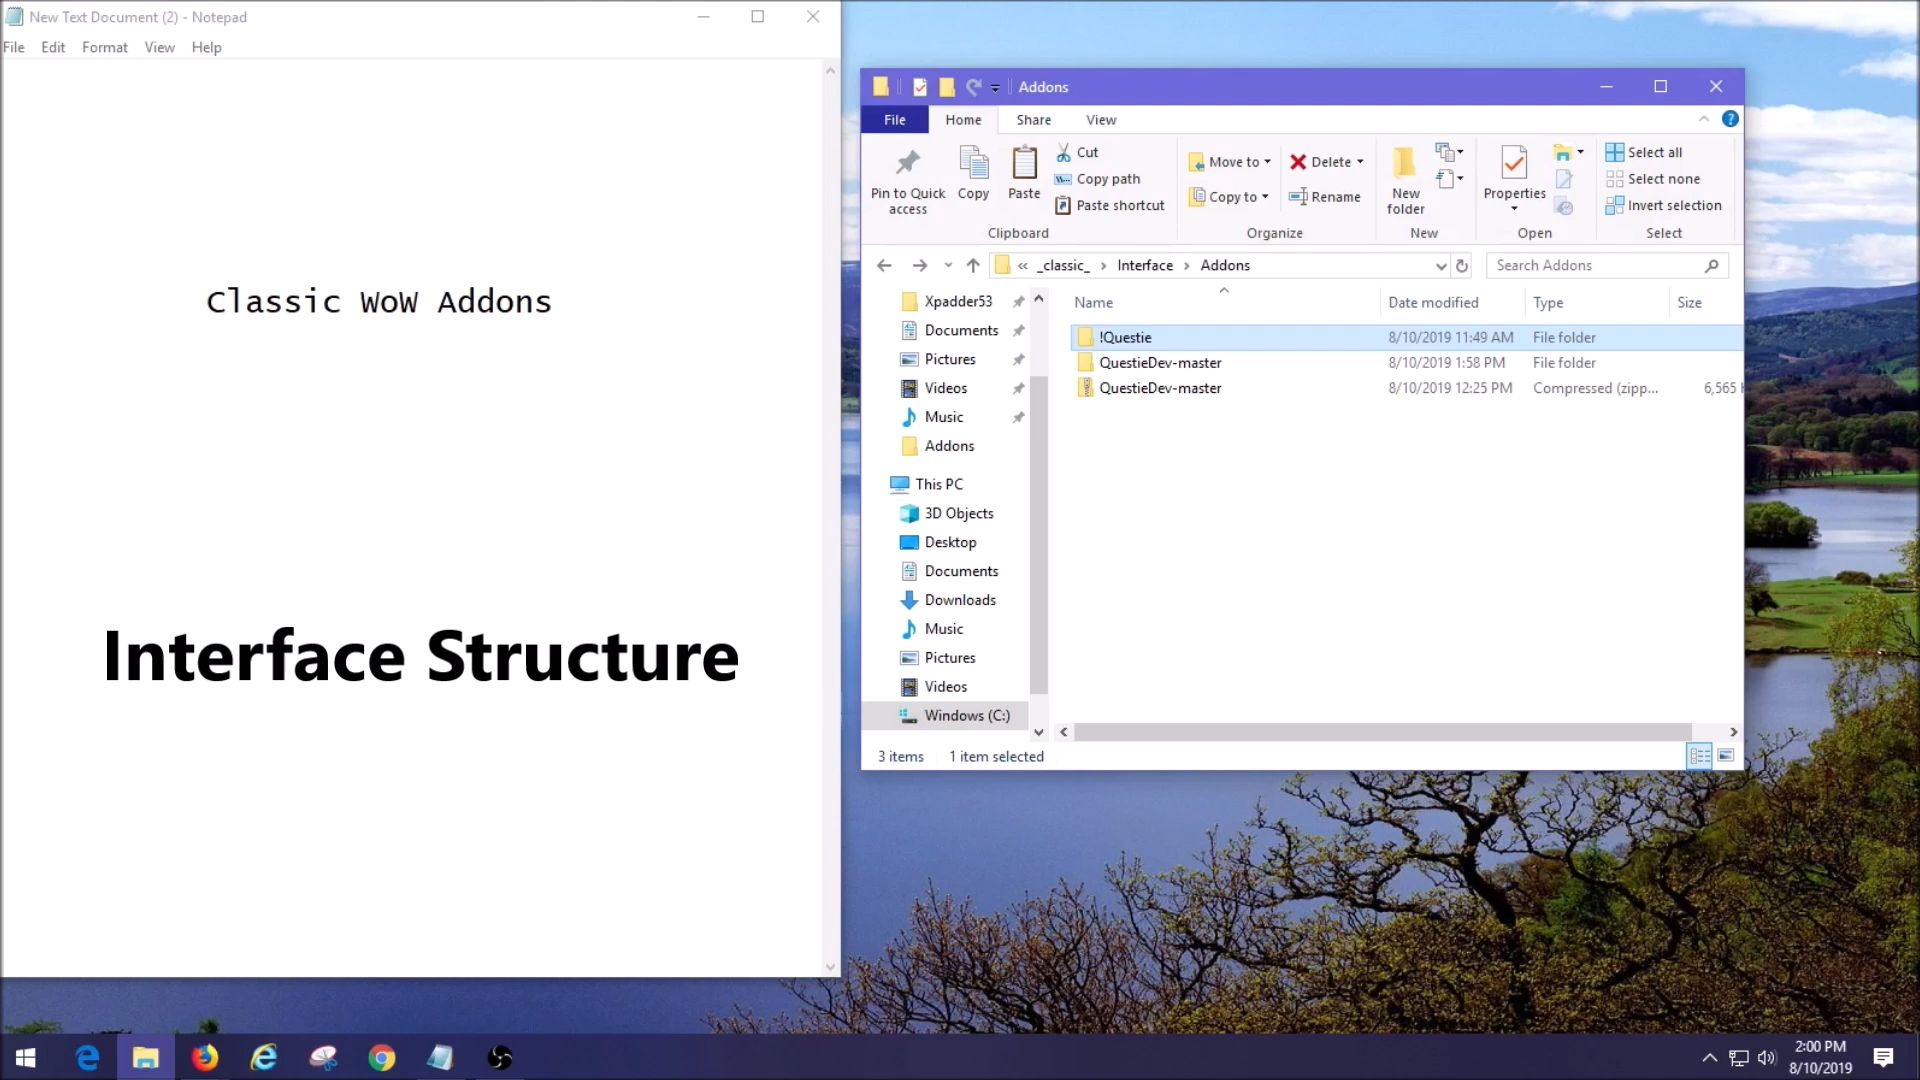 New Text Document (2) - Notepad
File Edit Format View Help
Classic WoW Addons
Interface Structure
Addons
File Home Share View
Pin to Quick access
Copy
Paste
Cut
Copy path
Paste shortcut
Clipboard
Move to
Copy to
Delete
Rename
Organize
New folder
New
Properties
Open
Select all
Select none
Invert selection
Select
« _classic_ › Interface › Addons
Search Addons
Xpadder53
Documents
Pictures
Videos
Music
Addons
This PC
3D Objects
Desktop
Documents
Downloads
Music
Pictures
Videos
Windows (C:)
Name Date modified Type Size
!Questie 8/10/2019 11:49 AM File folder
QuestieDev-master 8/10/2019 1:58 PM File folder
QuestieDev-master 8/10/2019 12:25 PM Compressed (zipp... 6,565
3 items 1 item selected
2:00 PM
8/10/2019